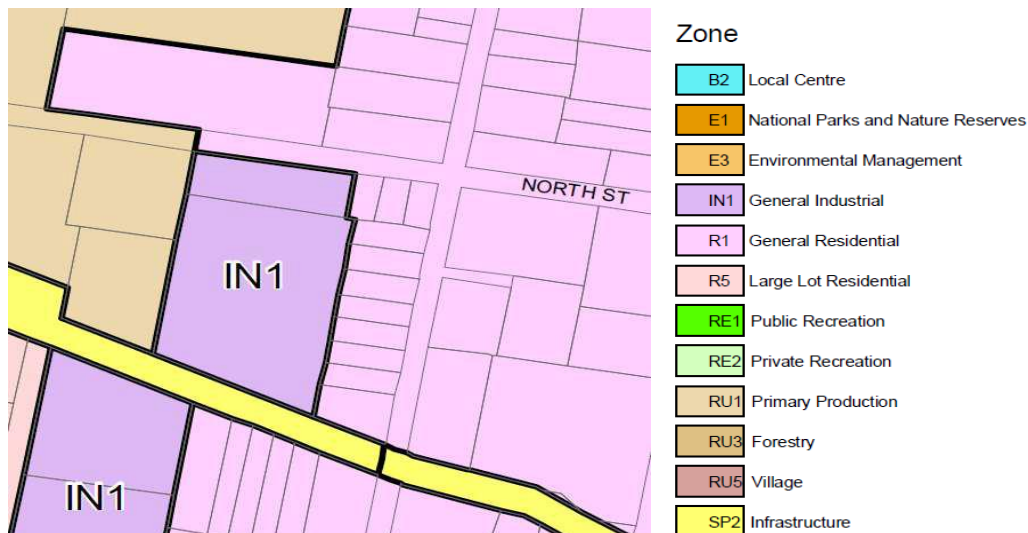 NORTH ST
IN1
IN1
Zone
B2 Local Centre
E1 National Parks and Nature Reserves
E3 Environmental Management
IN1 General Industrial
R1 General Residential
R5 Large Lot Residential
RE1 Public Recreation
RE2 Private Recreation
RU1 Primary Production
RU3 Forestry
RU5 Village
SP2 Infrastructure